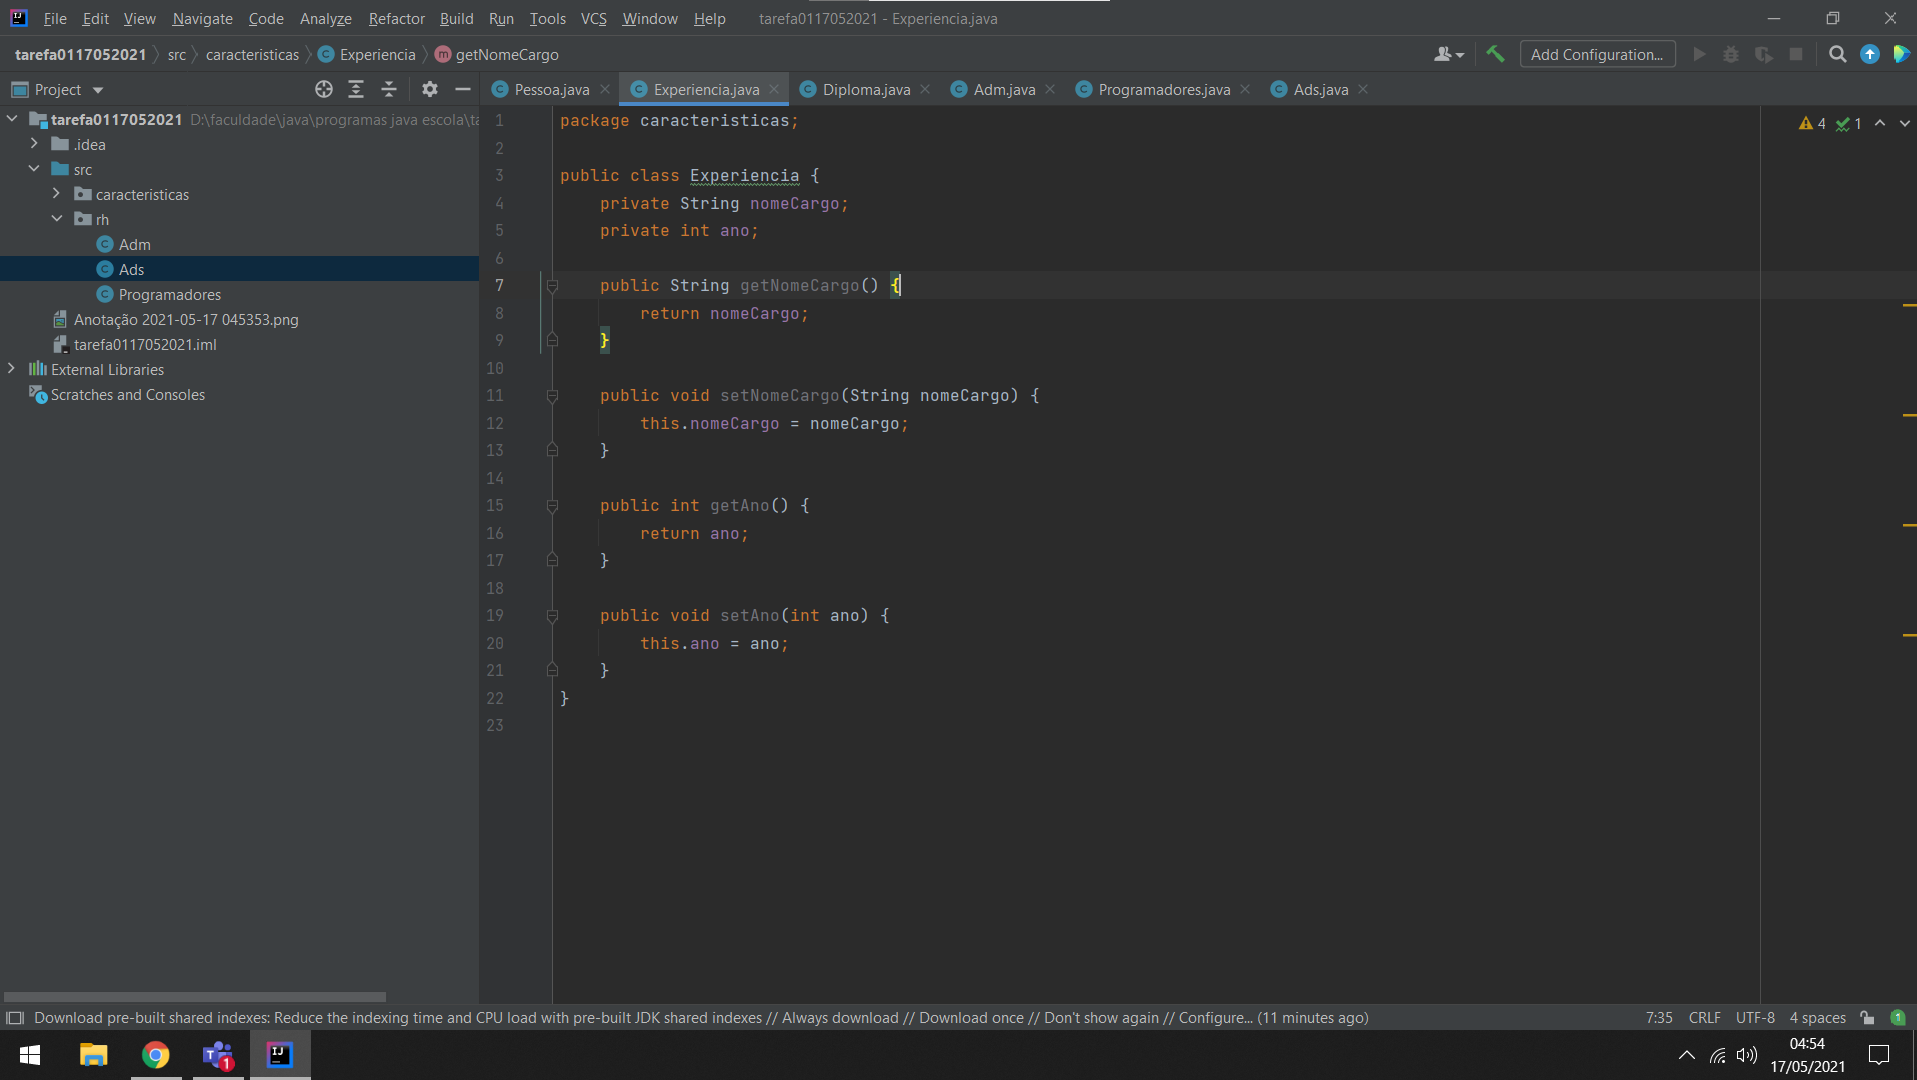 File Edit View Navigate Code Analyze Refactor Build Run Tools VCS Window Help tarefa0117052021 - Experiencia.java
tarefa0117052021 src caracteristicas Experiencia getNomeCargo Add Configuration...
Project
Pessoa.java Experiencia.java Diploma.java Adm.java Programadores.java Ads.java
tarefa0117052021 D:\faculdade\java\programas java escola\ta
.idea
src
caracteristicas
rh
Adm
Ads
Programadores
Anotação 2021-05-17 045353.png
tarefa0117052021.iml
External Libraries
Scratches and Consoles
4 1
1 package caracteristicas;
2
3 public class Experiencia {
4 private String nomeCargo;
5 private int ano;
6
7 public String getNomeCargo() {
8 return nomeCargo;
9 }
10
11 public void setNomeCargo(String nomeCargo) {
12 this.nomeCargo = nomeCargo;
13 }
14
15 public int getAno() {
16 return ano;
17 }
18
19 public void setAno(int ano) {
20 this.ano = ano;
21 }
22 }
23
Download pre-built shared indexes: Reduce the indexing time and CPU load with pre-built JDK shared indexes // Always download // Download once // Don't show again // Configure... (11 minutes ago) 7:35 CRLF UTF-8 4 spaces 1
04:54
17/05/2021